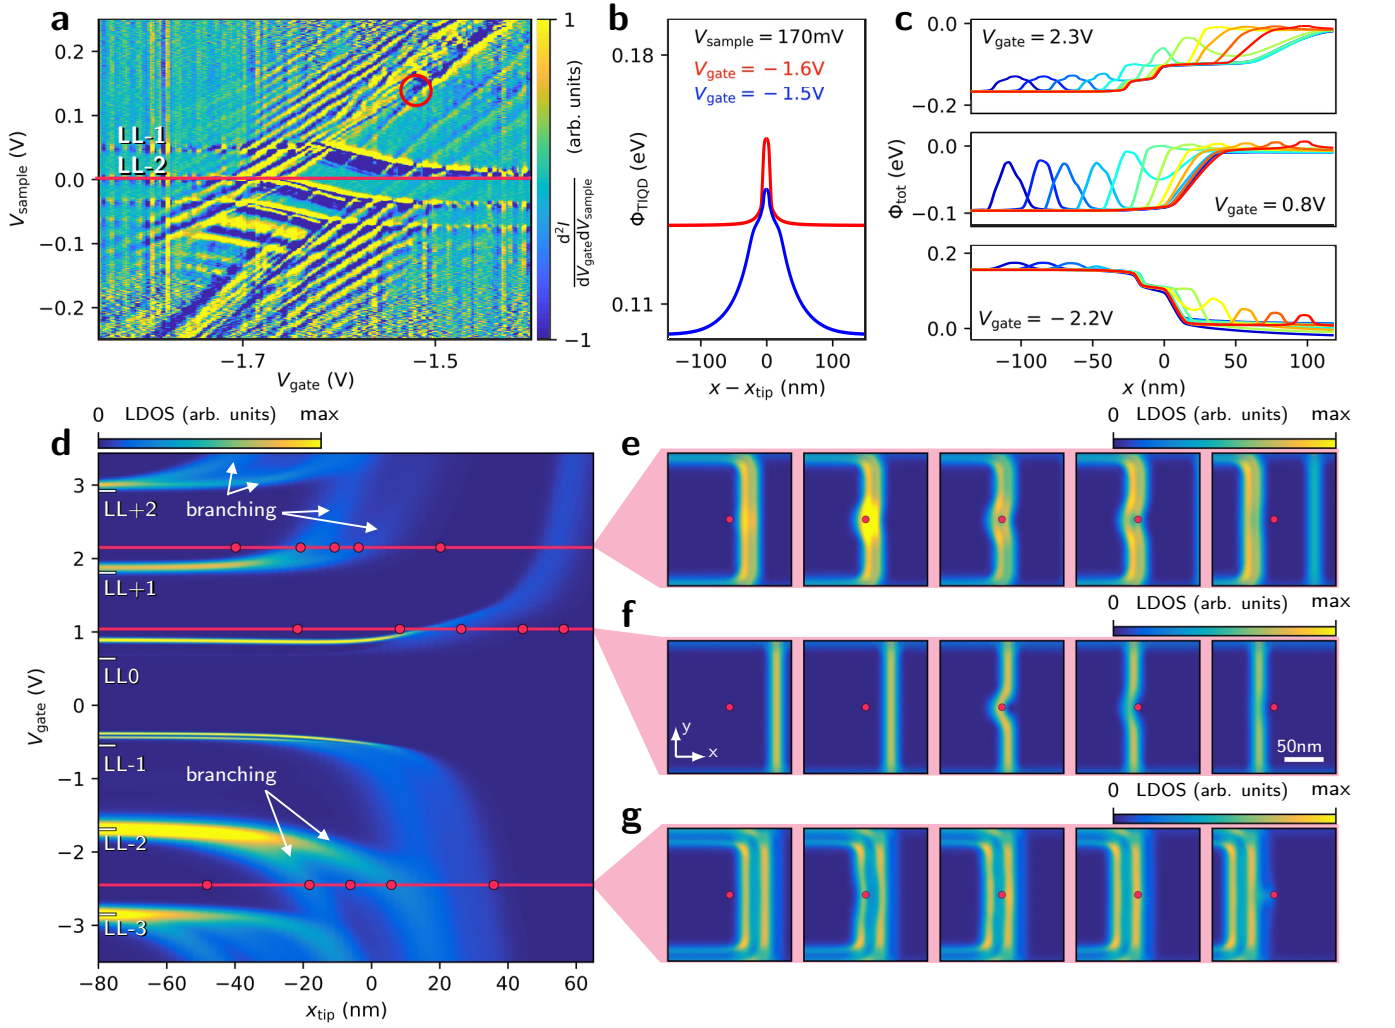 a
0.2
0.1
0.0
−0.1
−0.2
V_sample (V)
LL-1
LL-2
−1.7
−1.5
V_gate (V)
1
−1
d²I / dV_gate dV_sample (arb. units)
b
V_sample = 170mV
V_gate = −1.6V
V_gate = −1.5V
0.18
0.11
Φ_TIQD (eV)
−100
0
100
x − x_tip (nm)
c
0.0
−0.2
V_gate = 2.3V
0.0
−0.1
V_gate = 0.8V
0.2
0.0
V_gate = −2.2V
Φ_tot (eV)
−100
−50
0
50
100
x (nm)
0 LDOS (arb. units) max
d
3
2
1
0
−1
−2
−3
V_gate (V)
LL+2
branching
LL+1
LL0
LL-1
branching
LL-2
LL-3
−80
−60
−40
−20
0
20
40
60
x_tip (nm)
e
0 LDOS (arb. units) max
f
0 LDOS (arb. units) max
y
x
50nm
g
0 LDOS (arb. units) max